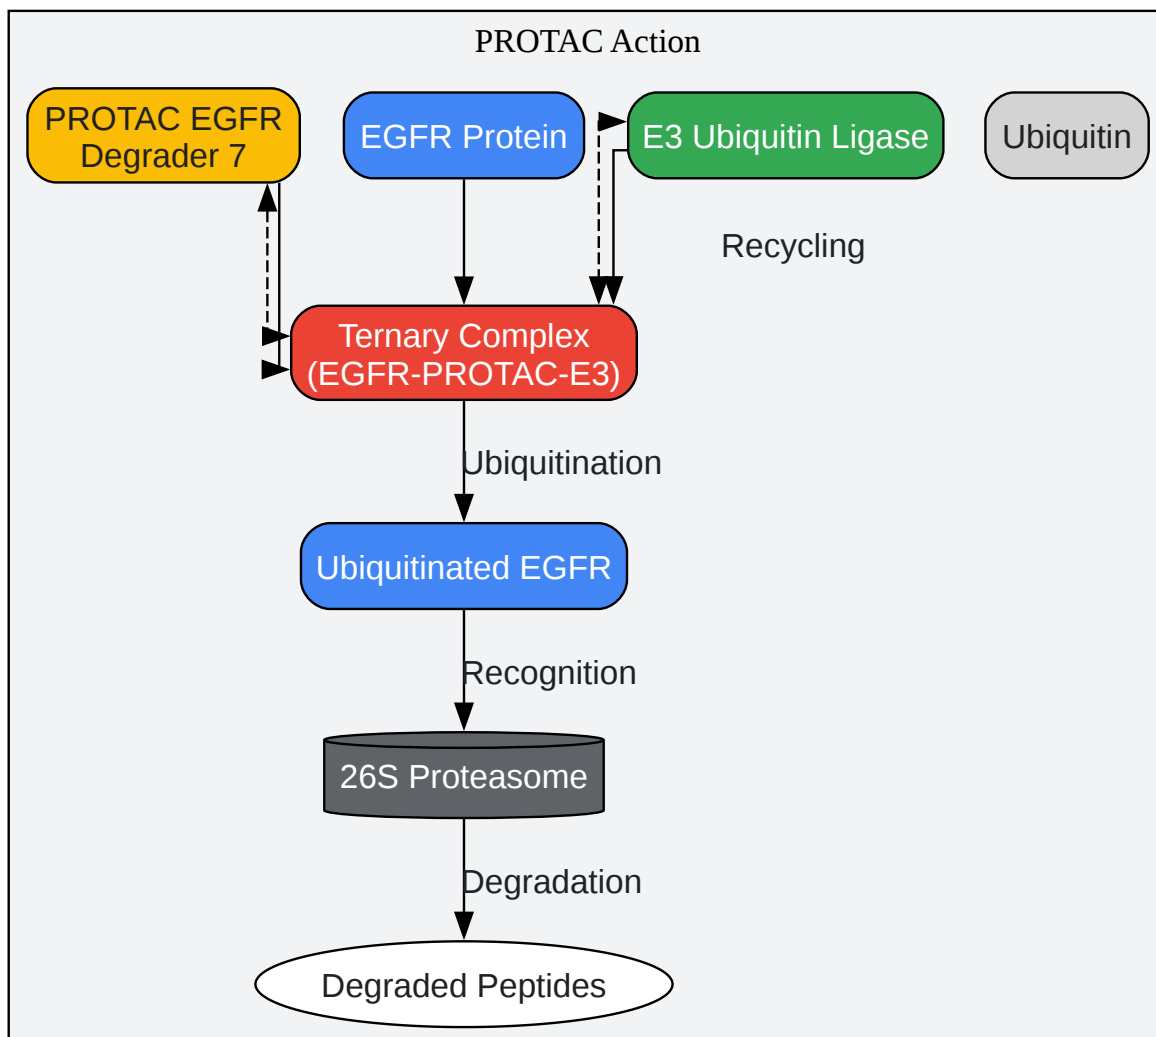 PROTAC Action
PROTAC EGFR
Degrader 7
EGFR Protein
E3 Ubiquitin Ligase
Ubiquitin
Recycling
Ternary Complex
(EGFR-PROTAC-E3)
Ubiquitination
Ubiquitinated EGFR
Recognition
26S Proteasome
Degradation
Degraded Peptides